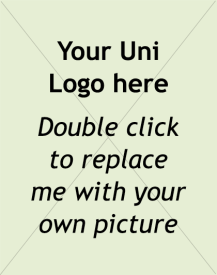 Your Uni
Logo here
Double click
to replace
me with your
own picture